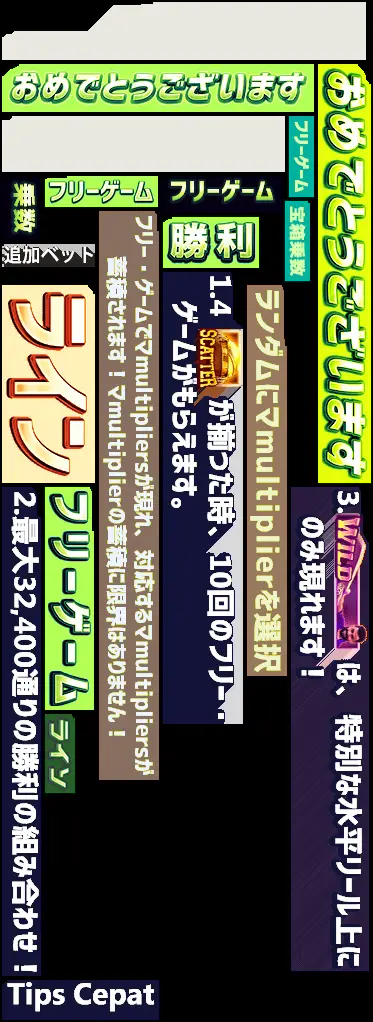 おめでとうございます
おめでとうございます
フリーゲーム
宝箱乗数
乗数
フリーゲーム
フリーゲーム
勝利
追加ベット
ライン
フリー・ゲームでマmultipliersが現れ、対応するマmultipliersが
蓄積されます！マmultiplierの蓄積に限界はありません！
1.4 SCATTER が揃った時、10回のフリー・
ゲームがもらえます。
ランダムにマmultiplierを選択
3. WILD は、特別な水平リール上に
のみ現れます！
フリーゲーム
ライン
2.最大32,400通りの勝利の組み合わせ！
Tips Cepat